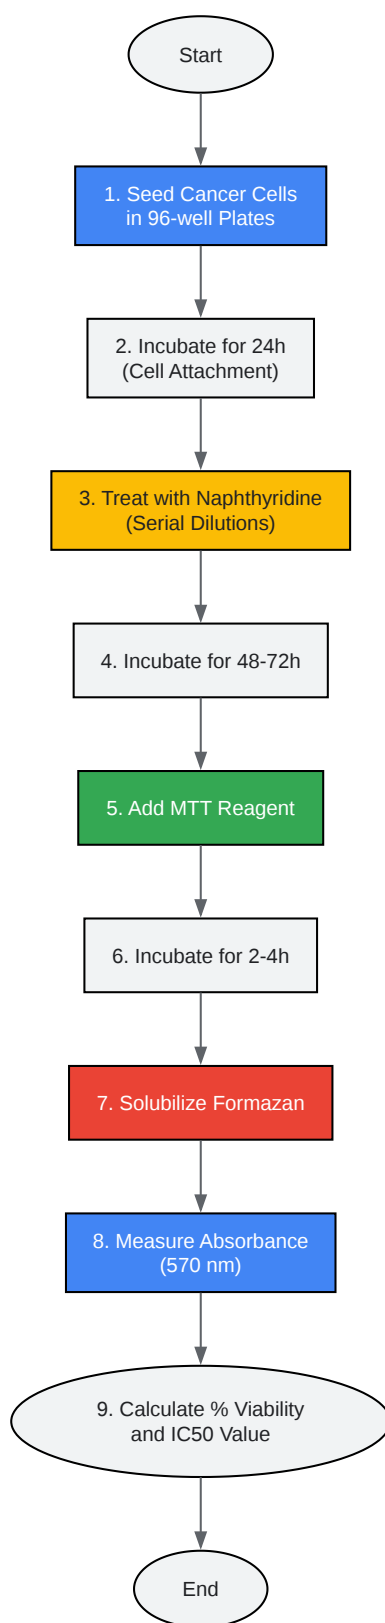 Start
1. Seed Cancer Cells
in 96-well Plates
2. Incubate for 24h
(Cell Attachment)
3. Treat with Naphthyridine
(Serial Dilutions)
4. Incubate for 48-72h
5. Add MTT Reagent
6. Incubate for 2-4h
7. Solubilize Formazan
8. Measure Absorbance
(570 nm)
9. Calculate % Viability
and IC50 Value
End